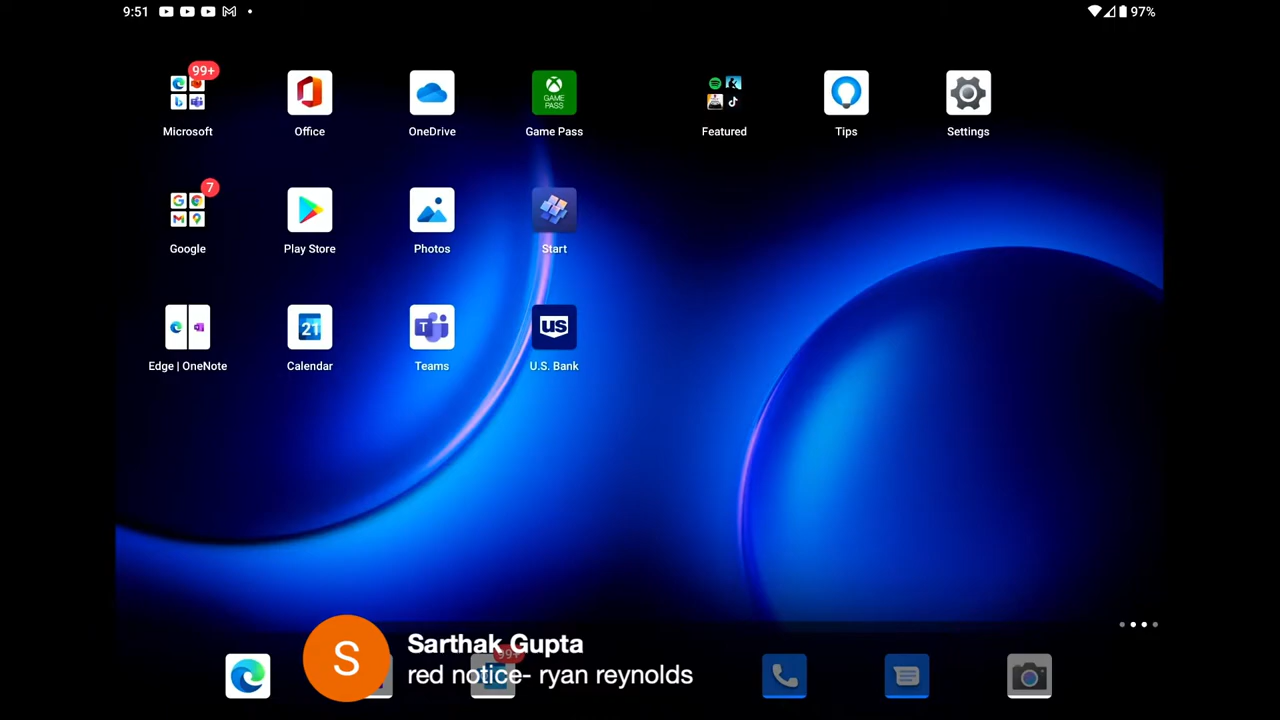 9:51
97%
99+
Microsoft
Office
OneDrive
GAME
PASS
Game Pass
Featured
Tips
Settings
7
Google
Play Store
Photos
Start
Edge | OneNote
21
Calendar
T
Teams
us
U.S. Bank
S
Sarthak Gupta
99+
red notice- ryan reynolds